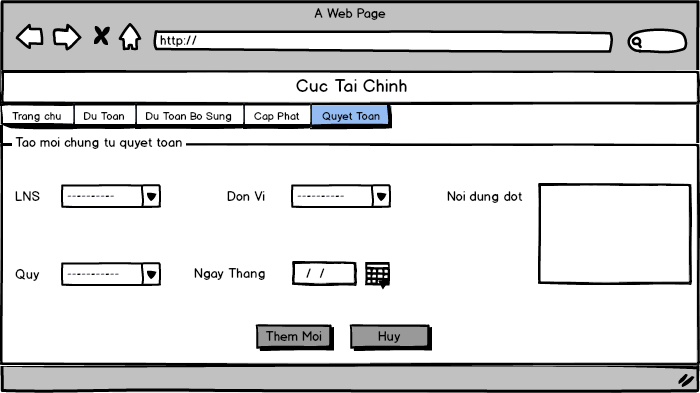 A Web Page
http://
Cuc Tai Chinh
Trang chu Du Toan Du Toan Bo Sung Cap Phat Quyet Toan
Tao moi chung tu quyet toan
LNS ---------- Don Vi ---------- Noi dung dot
Quy ---------- Ngay Thang / /
Them Moi Huy